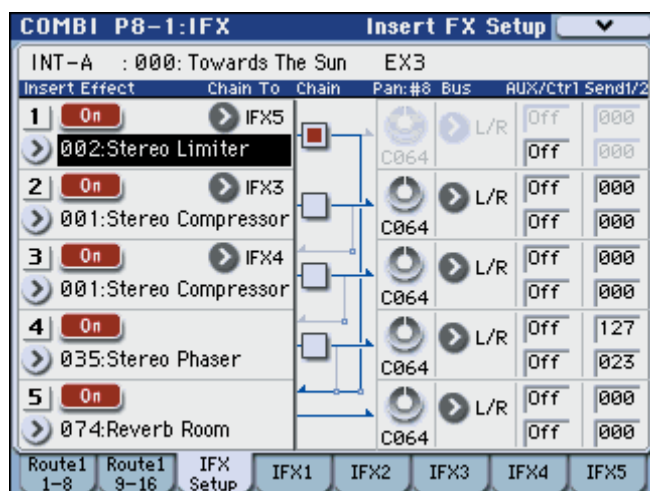 COMBI P8-1:IFX Insert FX Setup
INT-A :000: Towards The Sun EX3
Insert Effect Chain To Chain Pan:#8 Bus AUX/Ctrl Send1/2
1 On IFX5 L/R Off 000
002:Stereo Limiter C064 Off 000
2 On IFX3 L/R Off 000
001:Stereo Compressor C064 Off 000
3 On IFX4 L/R Off 000
001:Stereo Compressor C064 Off 000
4 On L/R Off 127
035:Stereo Phaser C064 Off 023
5 On L/R Off 000
074:Reverb Room C064 Off 000
Route1 1-8 Route1 9-16 IFX Setup IFX1 IFX2 IFX3 IFX4 IFX5